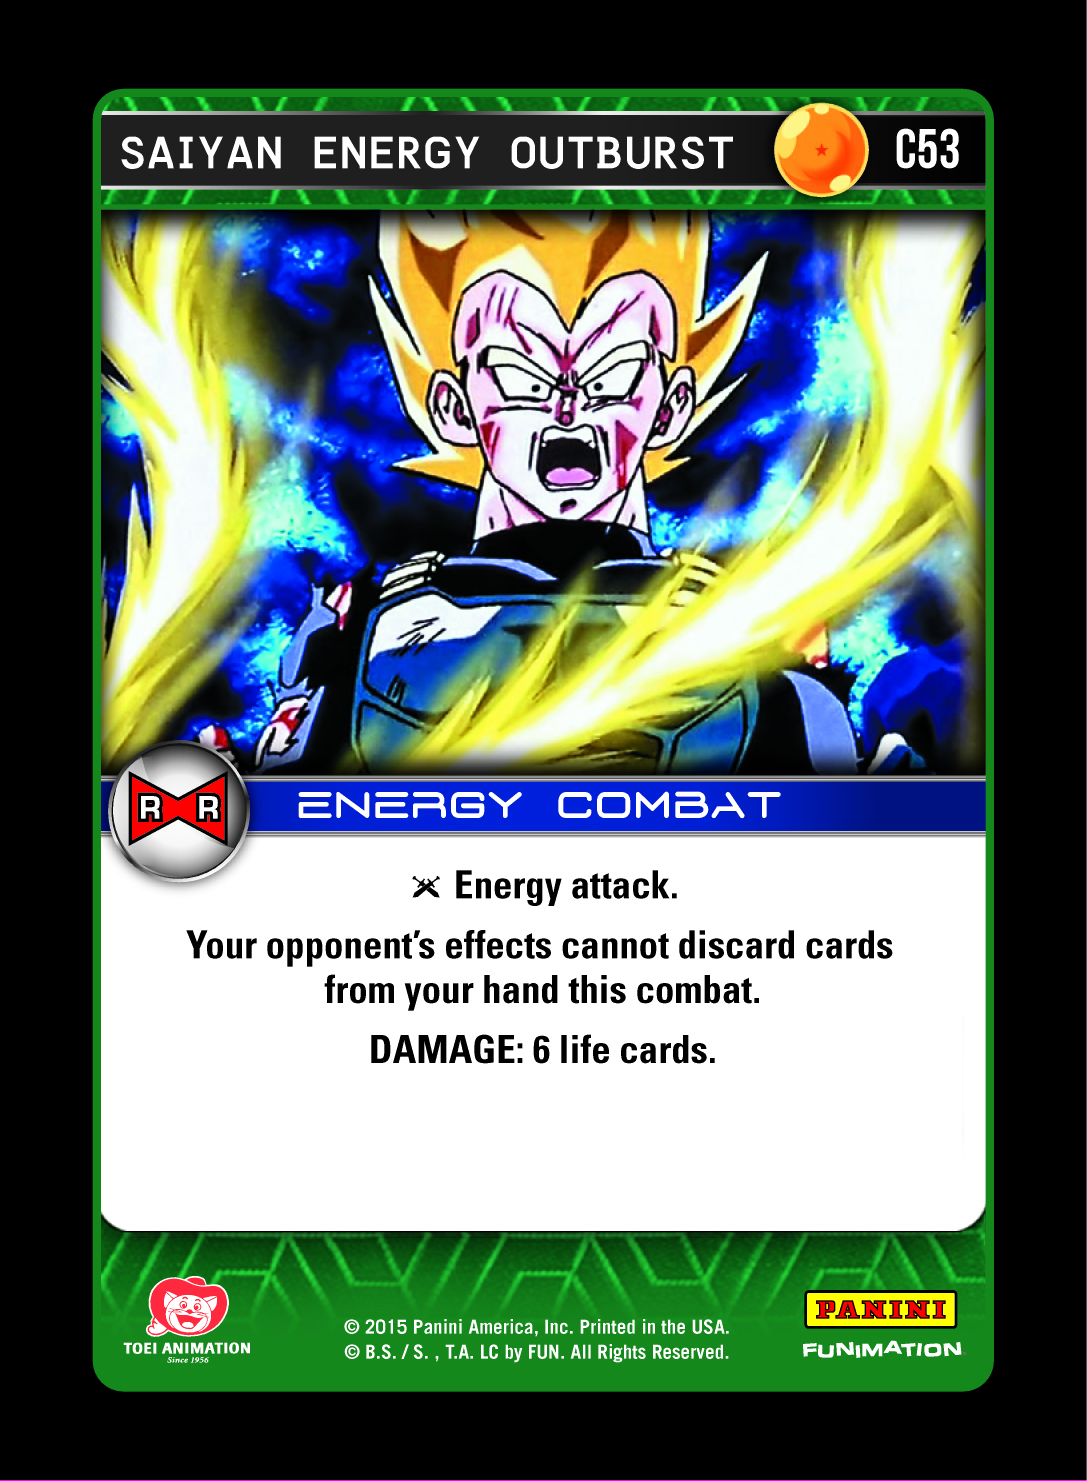 SAIYAN ENERGY OUTBURST
C53
R R
ENERGY COMBAT
Energy attack.
Your opponent's effects cannot discard cards
from your hand this combat.
DAMAGE: 6 life cards.
TOEI ANIMATION
Since 1956
© 2015 Panini America, Inc. Printed in the USA.
© B.S. / S. , T.A. LC by FUN. All Rights Reserved.
PANINI
FUNIMATION